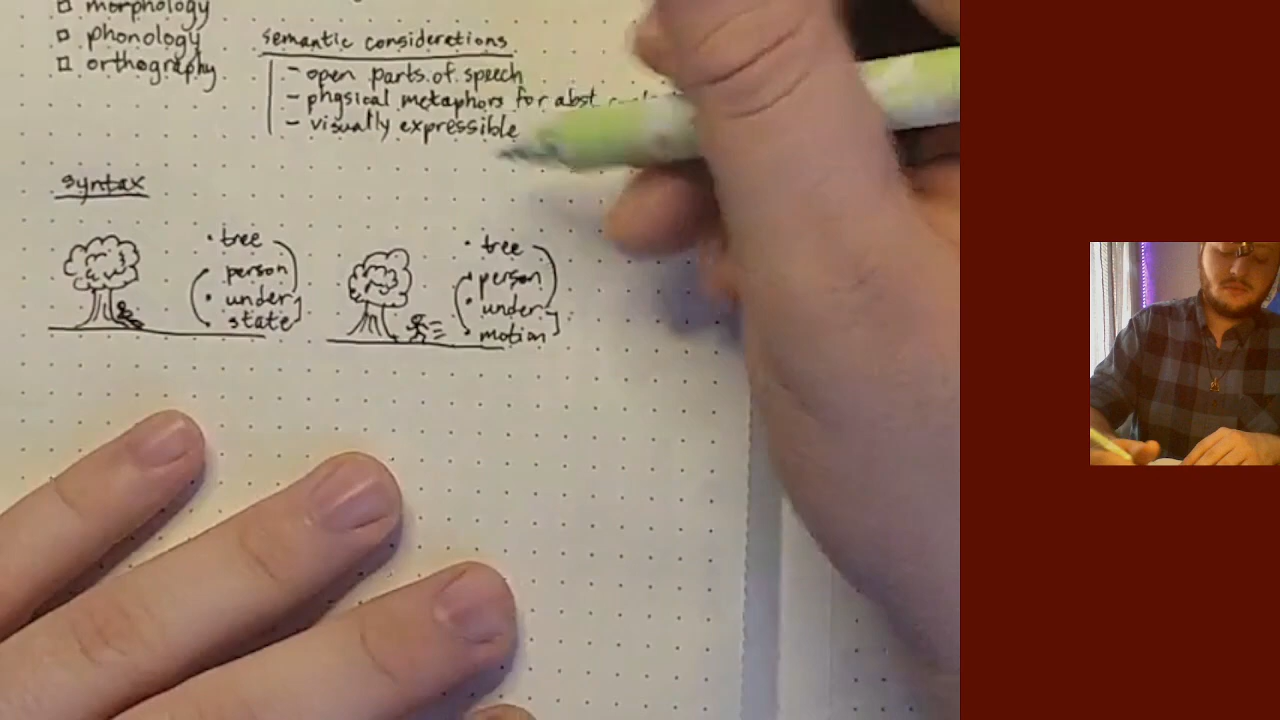 morphology
phonology
orthography
semantic considerations
- open parts of speech
- physical metaphors for abst
- visually expressible
syntax
• tree
person
• under
state
• tree
person
• under
motion